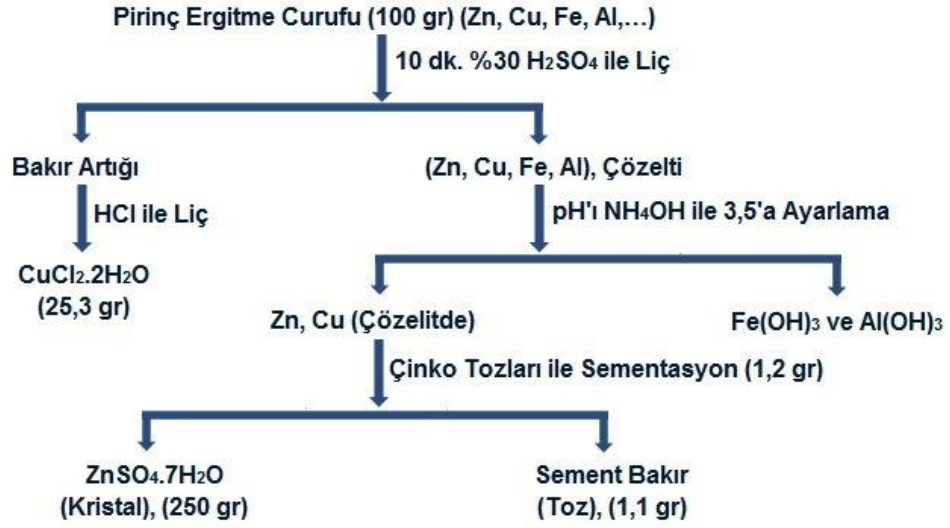 Pirinç Ergitme Curufu (100 gr) (Zn, Cu, Fe, Al,...)
10 dk. %30 H2SO4 ile Liç
Bakır Artığı
(Zn, Cu, Fe, Al), Çözelti
HCl ile Liç
pH'ı NH4OH ile 3,5'a Ayarlama
CuCl2.2H2O
(25,3 gr)
Zn, Cu (Çözelitde)
Fe(OH)3 ve Al(OH)3
Çinko Tozları ile Sementasyon (1,2 gr)
ZnSO4.7H2O
(Kristal), (250 gr)
Sement Bakır
(Toz), (1,1 gr)